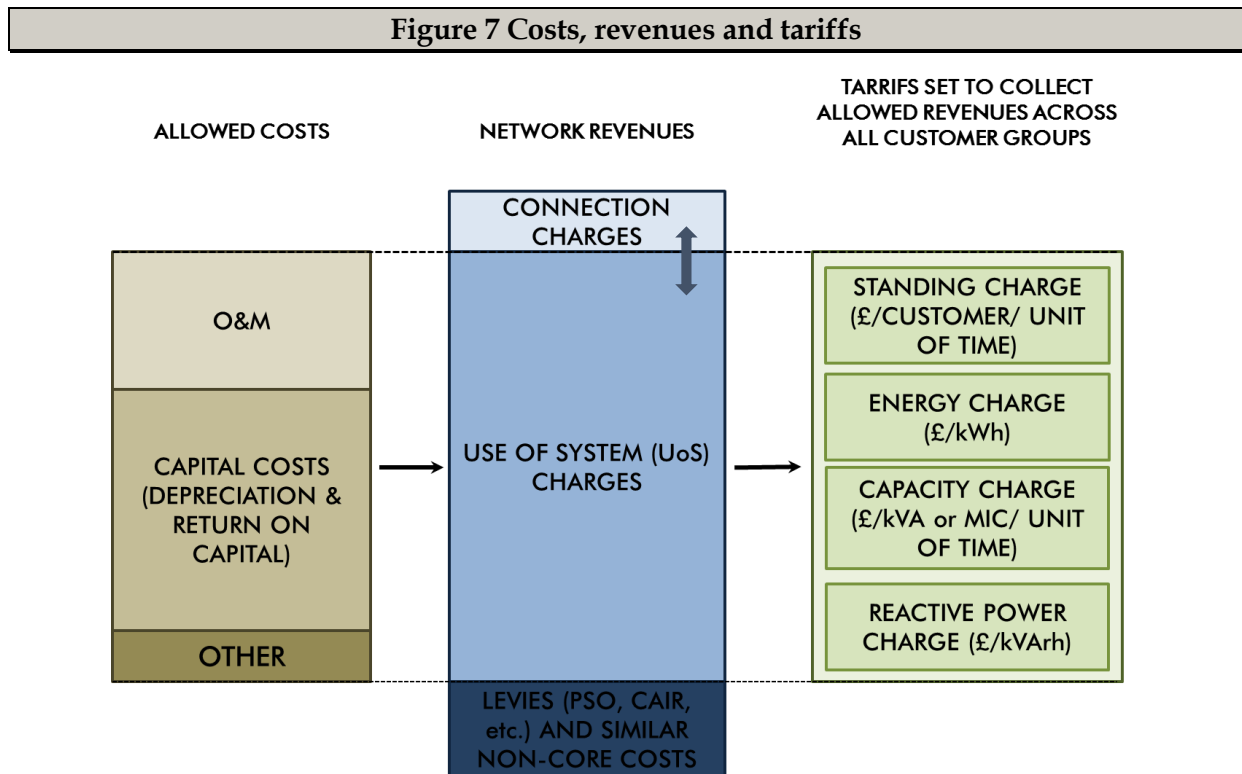 Figure 7 Costs, revenues and tariffs
ALLOWED COSTS
NETWORK REVENUES
TARRIFS SET TO COLLECT
ALLOWED REVENUES ACROSS
ALL CUSTOMER GROUPS
O&M
CAPITAL COSTS
(DEPRECIATION &
RETURN ON
CAPITAL)
OTHER
CONNECTION
CHARGES
USE OF SYSTEM (UoS)
CHARGES
LEVIES (PSO, CAIR,
etc.) AND SIMILAR
NON-CORE COSTS
STANDING CHARGE
(£/CUSTOMER/ UNIT
OF TIME)
ENERGY CHARGE
(£/kWh)
CAPACITY CHARGE
(£/kVA or MIC/ UNIT
OF TIME)
REACTIVE POWER
CHARGE (£/kVArh)